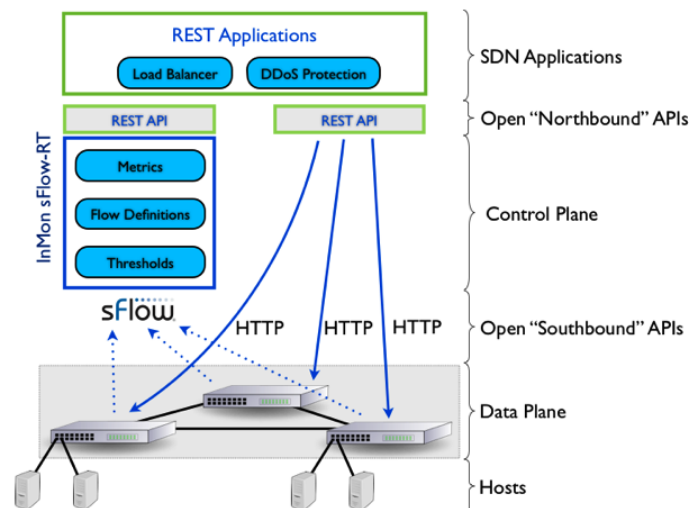 REST Applications
Load Balancer
DDoS Protection
SDN Applications
REST API
REST API
Open “Northbound” APIs
InMon sFlow-RT
Metrics
Flow Definitions
Thresholds
Control Plane
sFlow
HTTP
HTTP
HTTP
Open “Southbound” APIs
Data Plane
Hosts